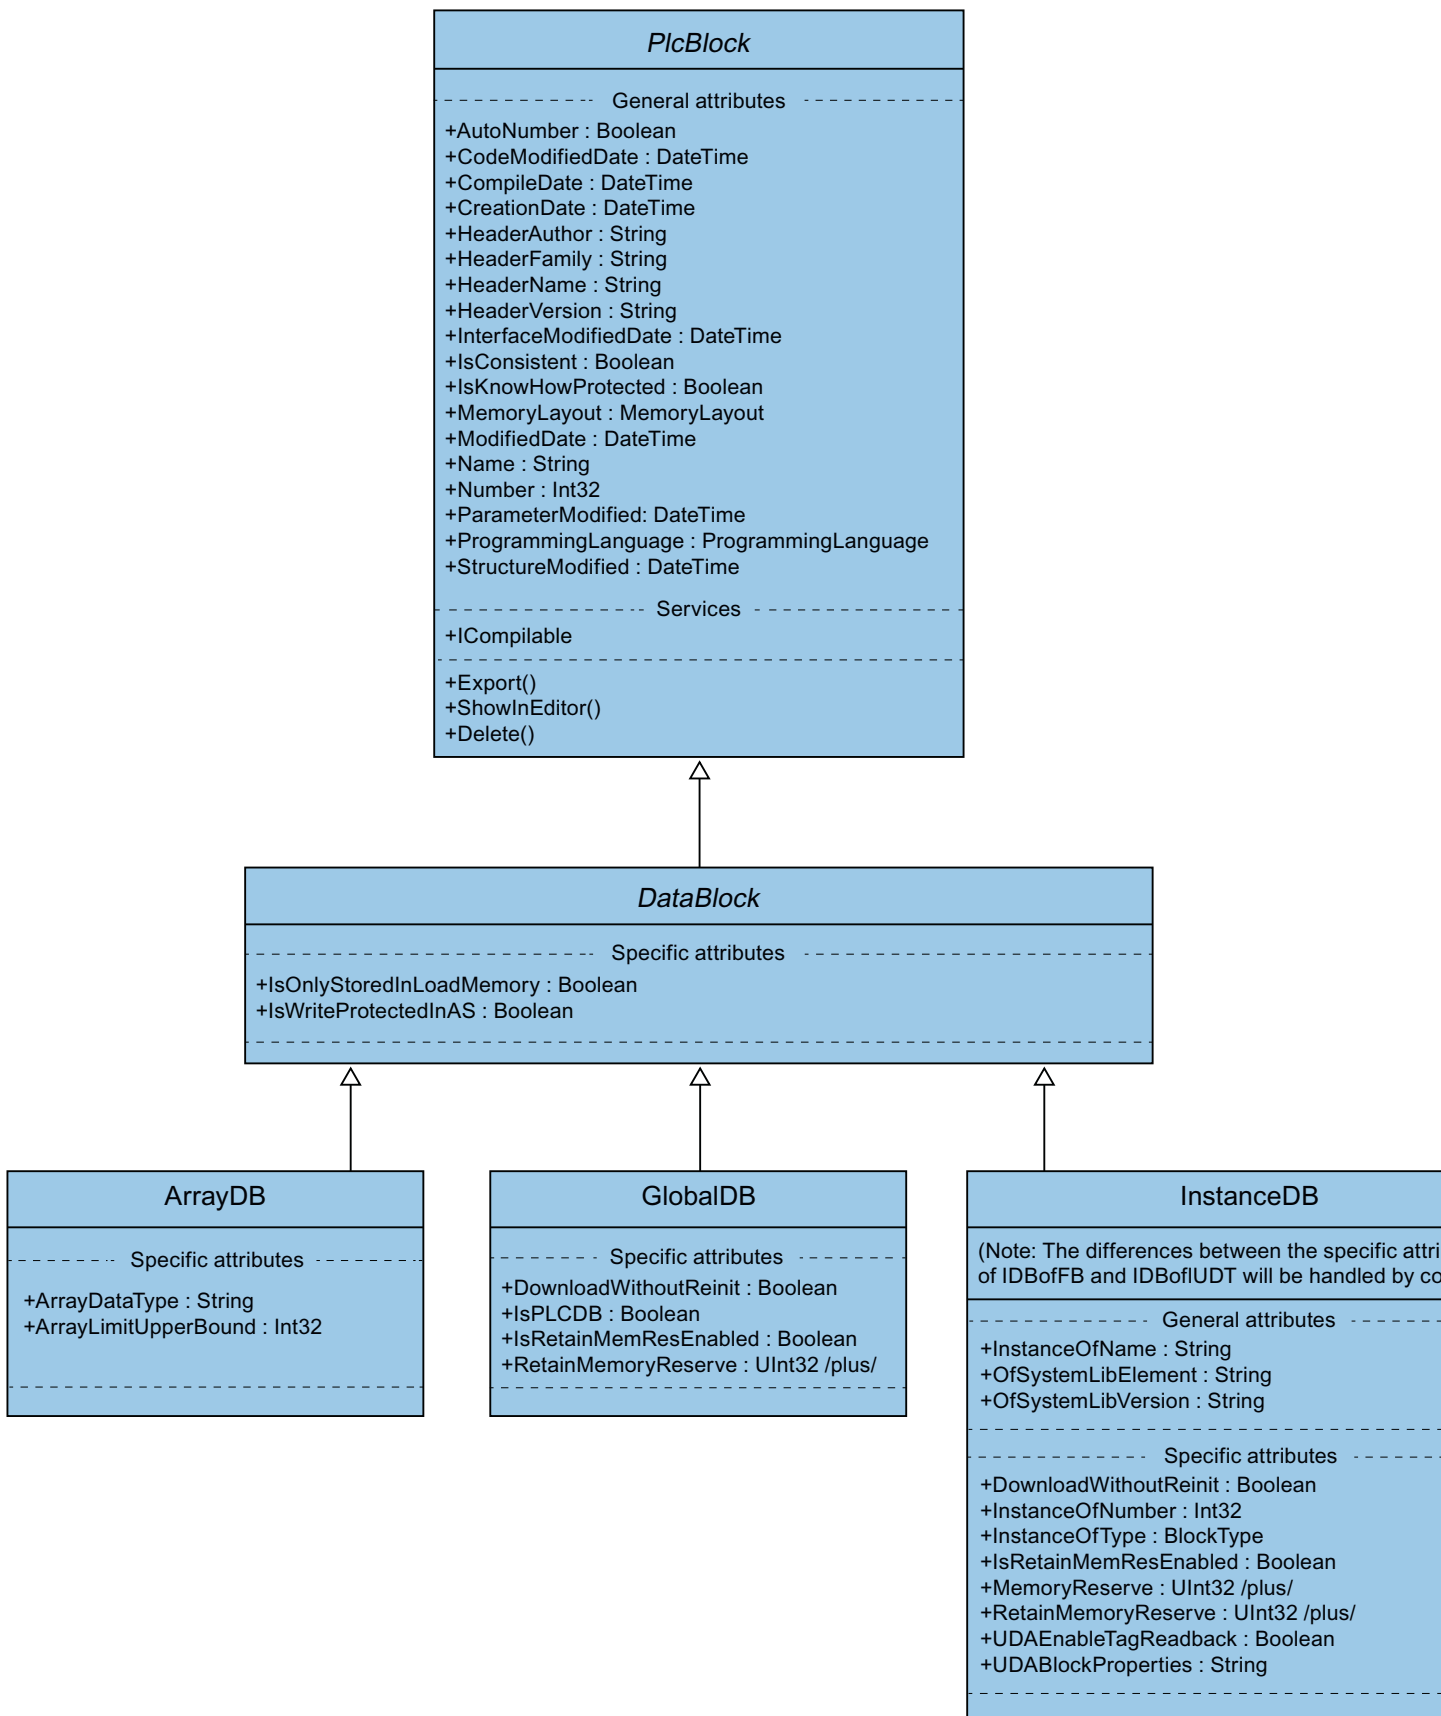 PlcBlock
General attributes
+AutoNumber : Boolean
+CodeModifiedDate : DateTime
+CompileDate : DateTime
+CreationDate : DateTime
+HeaderAuthor : String
+HeaderFamily : String
+HeaderName : String
+HeaderVersion : String
+InterfaceModifiedDate : DateTime
+IsConsistent : Boolean
+IsKnowHowProtected : Boolean
+MemoryLayout : MemoryLayout
+ModifiedDate : DateTime
+Name : String
+Number : Int32
+ParameterModified: DateTime
+ProgrammingLanguage : ProgrammingLanguage
+StructureModified : DateTime
Services
+ICompilable
+Export()
+ShowInEditor()
+Delete()
DataBlock
Specific attributes
+IsOnlyStoredInLoadMemory : Boolean
+IsWriteProtectedInAS : Boolean
ArrayDB
Specific attributes
+ArrayDataType : String
+ArrayLimitUpperBound : Int32
GlobalDB
Specific attributes
+DownloadWithoutReinit : Boolean
+IsPLCDB : Boolean
+IsRetainMemResEnabled : Boolean
+RetainMemoryReserve : UInt32 /plus/
InstanceDB
(Note: The differences between the specific attri
of IDBofFB and IDBofIUDT will be handled by co
General attributes
+InstanceOfName : String
+OfSystemLibElement : String
+OfSystemLibVersion : String
Specific attributes
+DownloadWithoutReinit : Boolean
+InstanceOfNumber : Int32
+InstanceOfType : BlockType
+IsRetainMemResEnabled : Boolean
+MemoryReserve : UInt32 /plus/
+RetainMemoryReserve : UInt32 /plus/
+UDAEnableTagReadback : Boolean
+UDABlockProperties : String